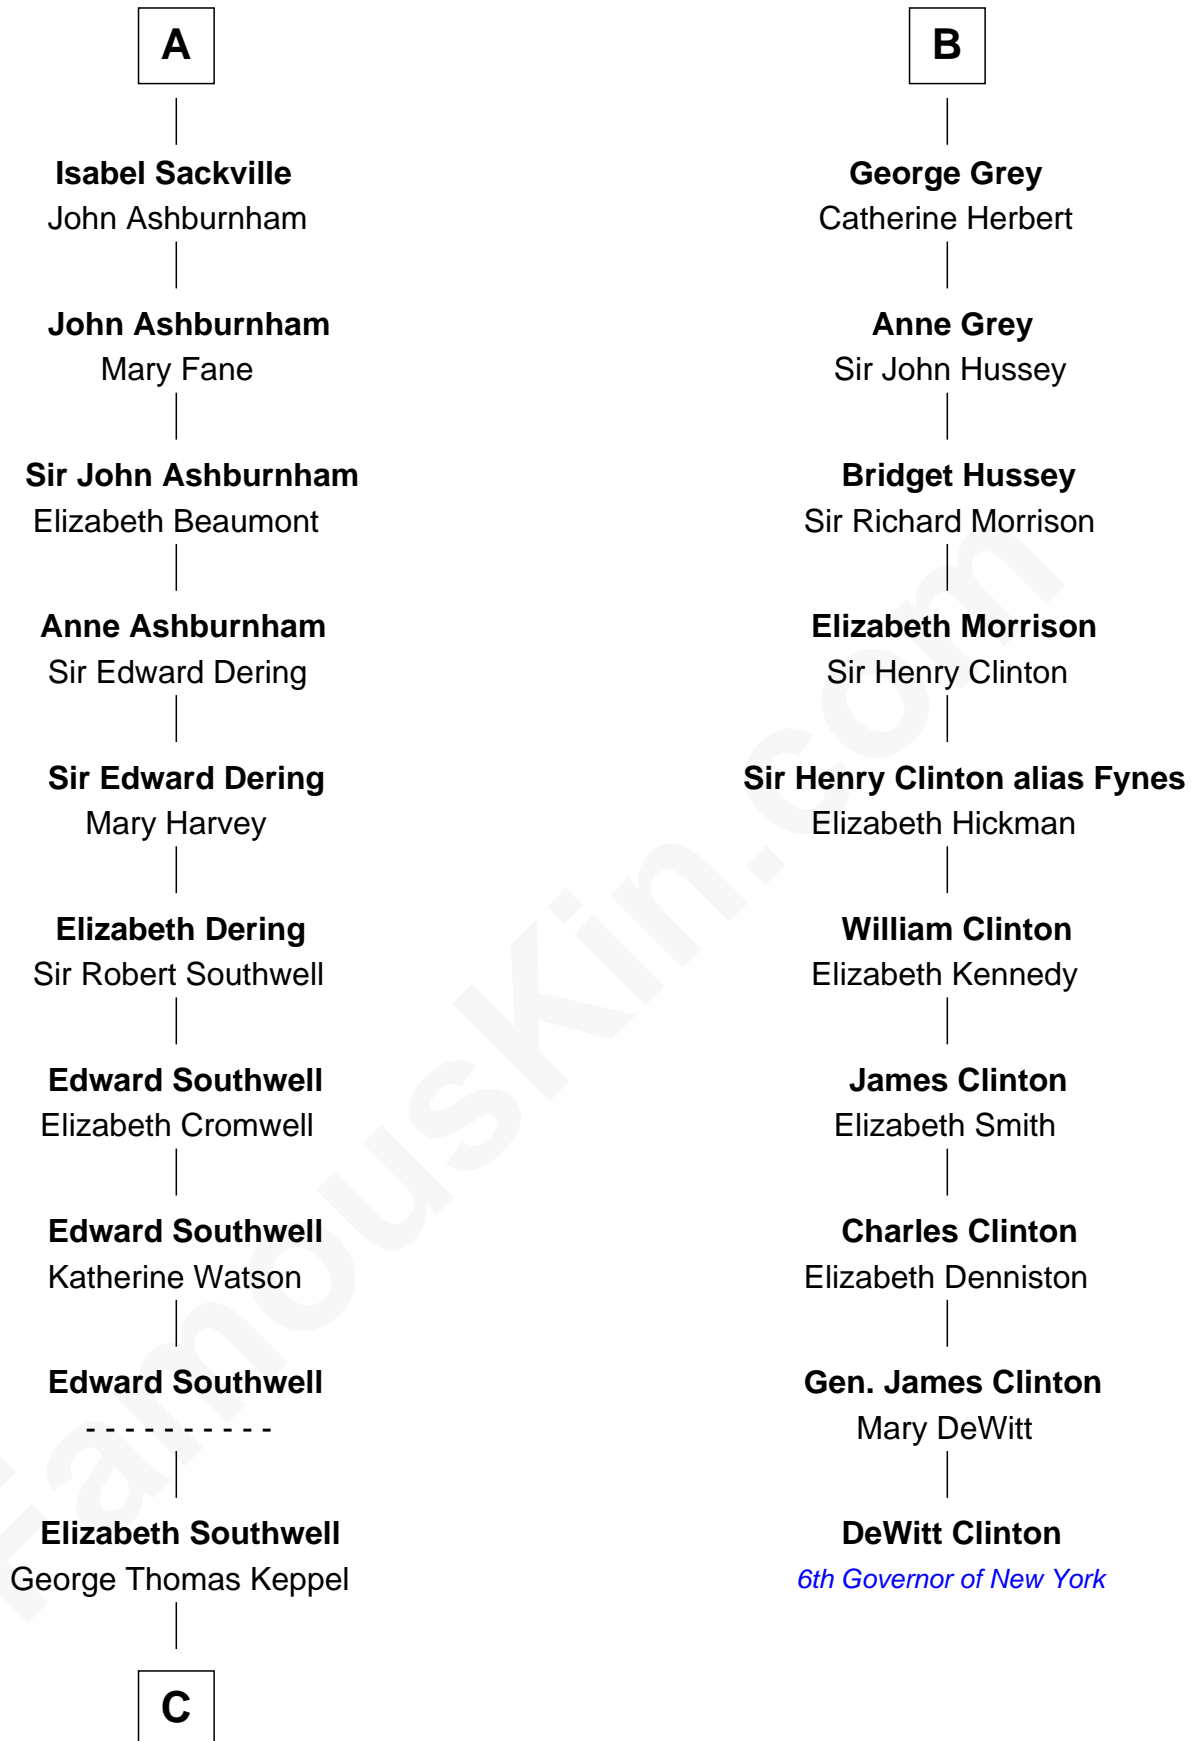 A
Isabel Sackville
John Ashburnham
John Ashburnham
Mary Fane
Sir John Ashburnham
Elizabeth Beaumont
Anne Ashburnham
Sir Edward Dering
Sir Edward Dering
Mary Harvey
Elizabeth Dering
Sir Robert Southwell
Edward Southwell
Elizabeth Cromwell
Edward Southwell
Katherine Watson
Edward Southwell
- - - - - - - - - -
Elizabeth Southwell
George Thomas Keppel
C
B
George Grey
Catherine Herbert
Anne Grey
Sir John Hussey
Bridget Hussey
Sir Richard Morrison
Elizabeth Morrison
Sir Henry Clinton
Sir Henry Clinton alias Fynes
Elizabeth Hickman
William Clinton
Elizabeth Kennedy
James Clinton
Elizabeth Smith
Charles Clinton
Elizabeth Denniston
Gen. James Clinton
Mary DeWitt
DeWitt Clinton
6th Governor of New York
FamousKin.com